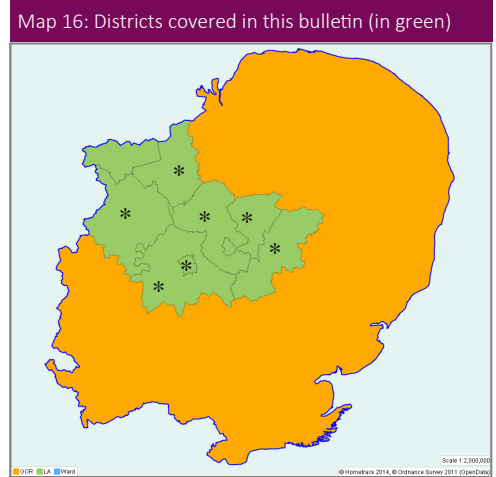 Map 16: Districts covered in this bulletin (in green)
*
*
*
*
*
*
*
Scale 1:2,000,000
GOR LA Ward
© Hometrack 2014, © Ordnance Survey 2011 (OpenData)